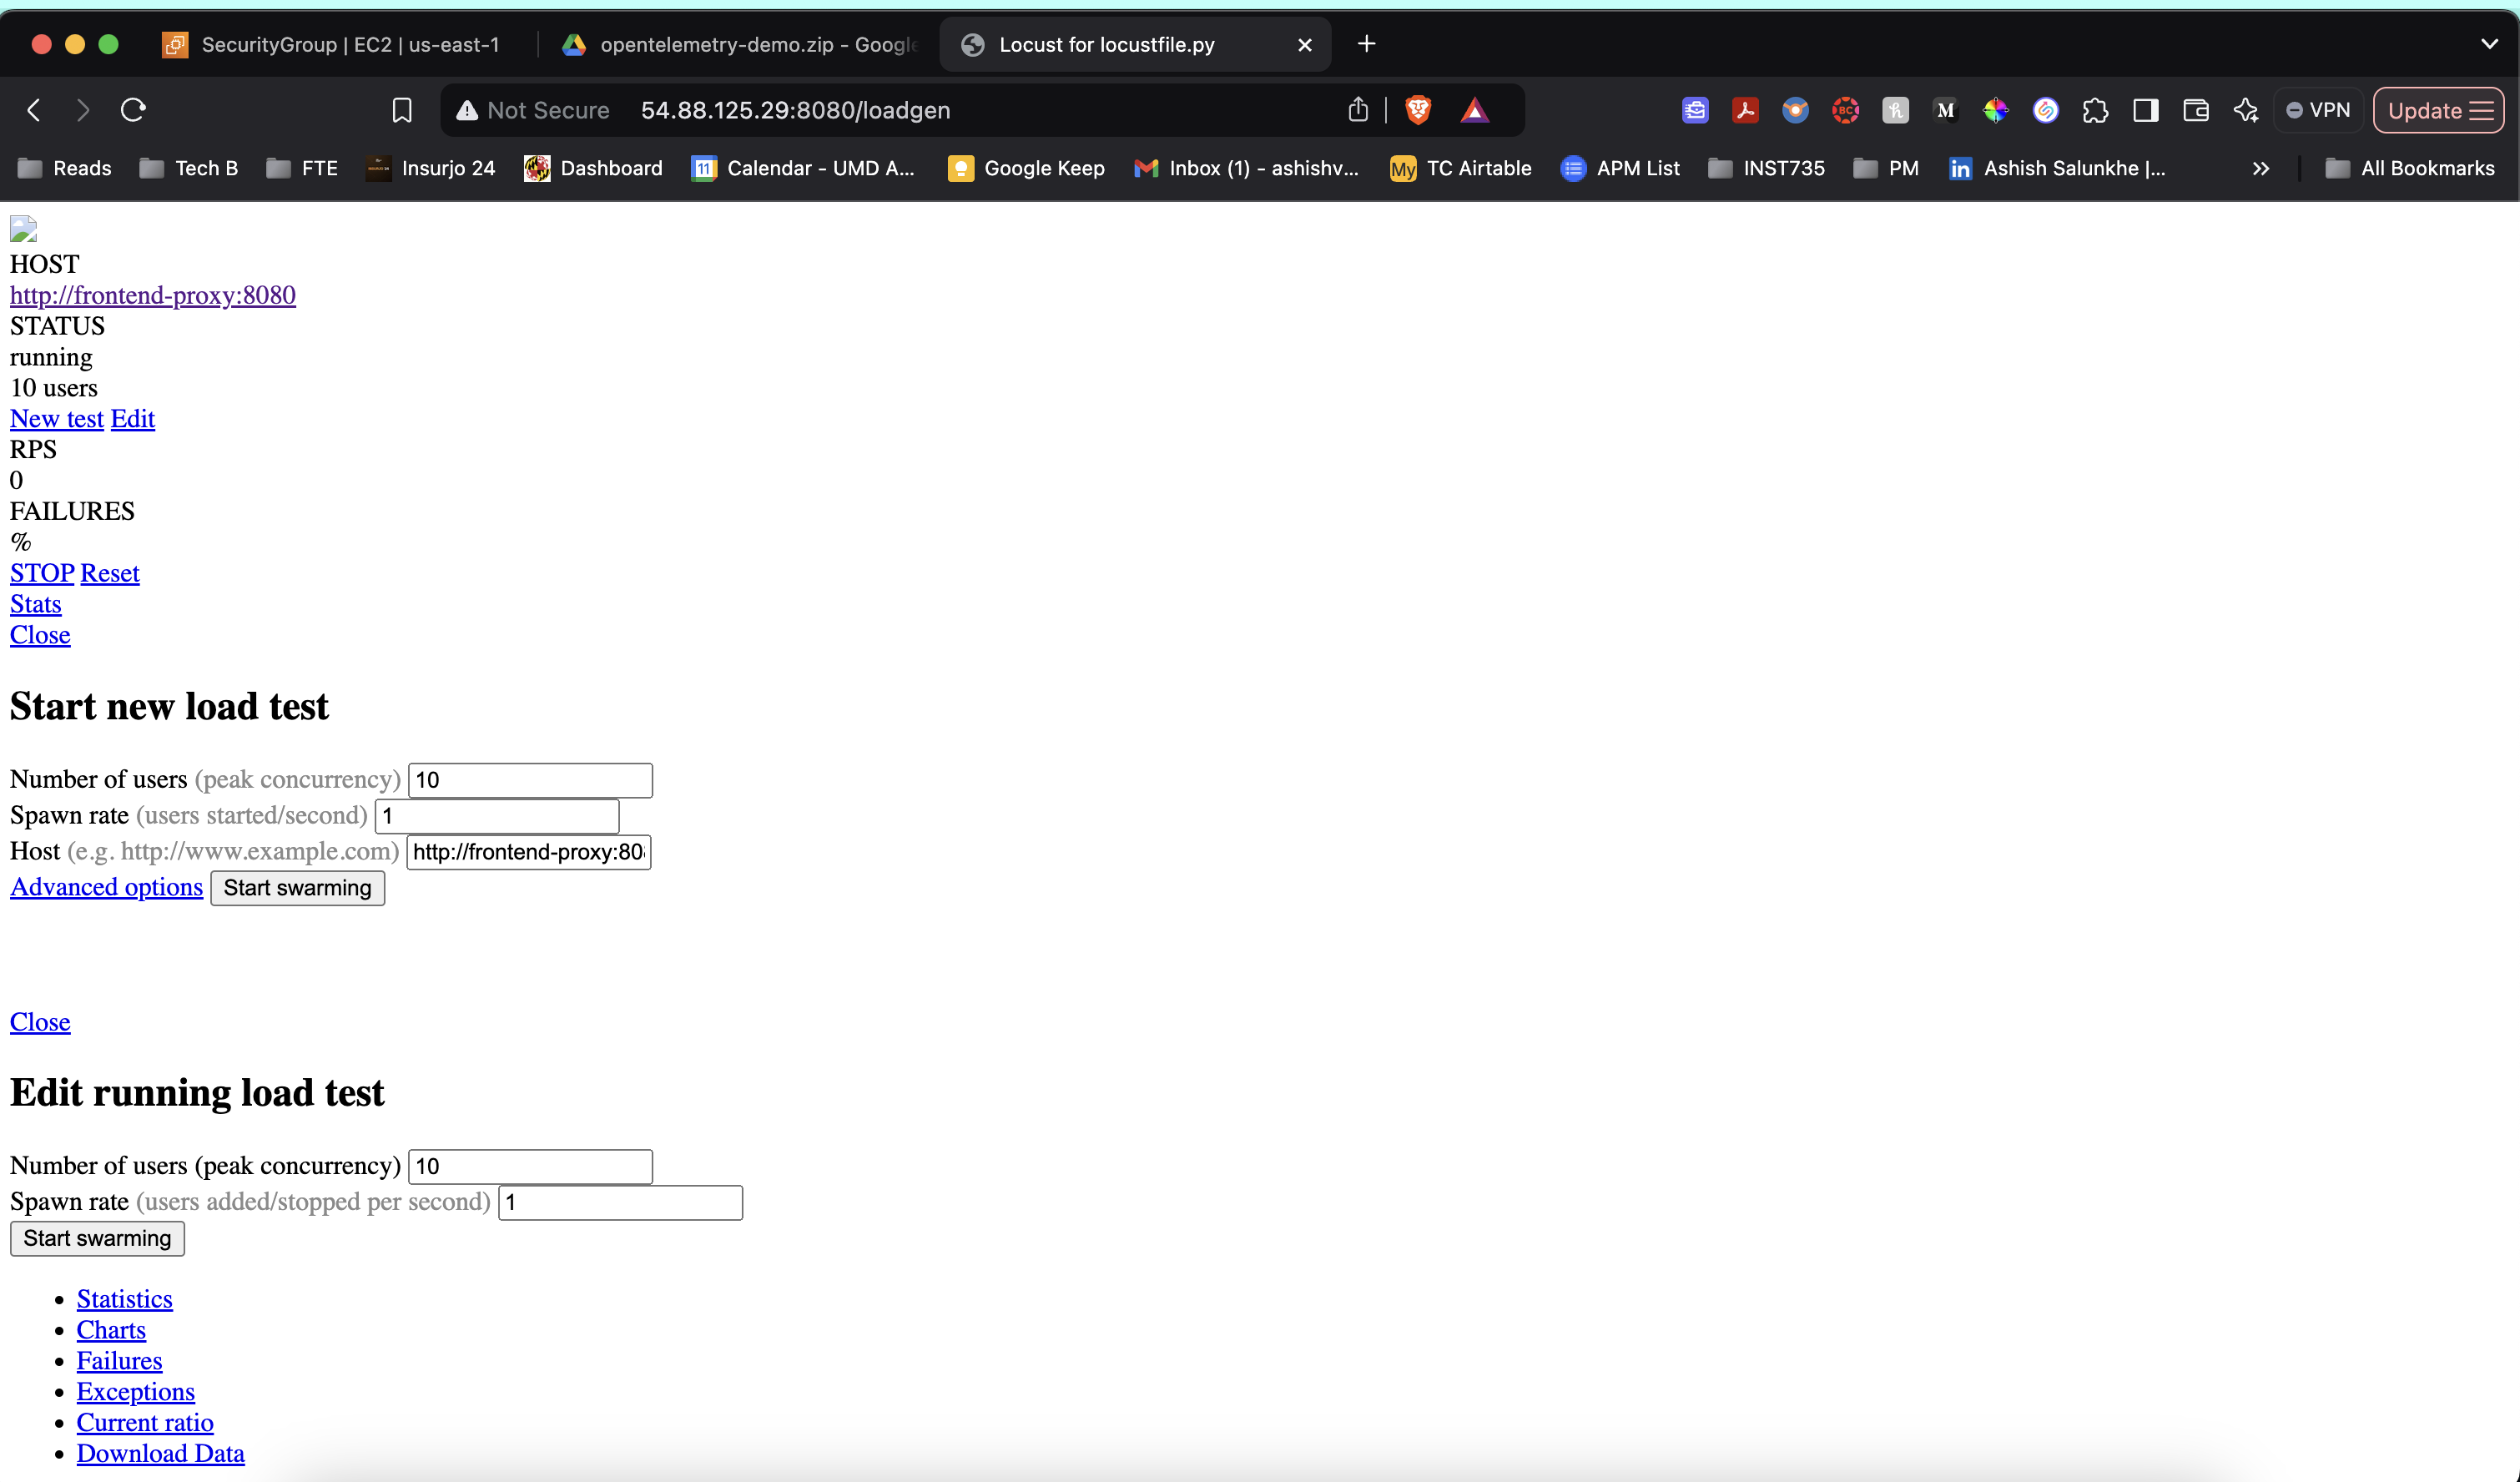 SecurityGroup | EC2 | us-east-1
opentelemetry-demo.zip - Google
Locust for locustfile.py
Not Secure 54.88.125.29:8080/loadgen
VPN
Update
Reads
Tech B
FTE
Insurjo 24
Dashboard
Calendar - UMD A...
Google Keep
Inbox (1) - ashishv...
TC Airtable
APM List
INST735
PM
Ashish Salunkhe |...
All Bookmarks
HOST
http://frontend-proxy:8080
STATUS
running
10 users
New test Edit
RPS
0
FAILURES
%
STOP Reset
Stats
Close
Start new load test
Number of users (peak concurrency) 10
Spawn rate (users started/second) 1
Host (e.g. http://www.example.com) http://frontend-proxy:80
Advanced options Start swarming
Close
Edit running load test
Number of users (peak concurrency) 10
Spawn rate (users added/stopped per second) 1
Start swarming
• Statistics
• Charts
• Failures
• Exceptions
• Current ratio
• Download Data